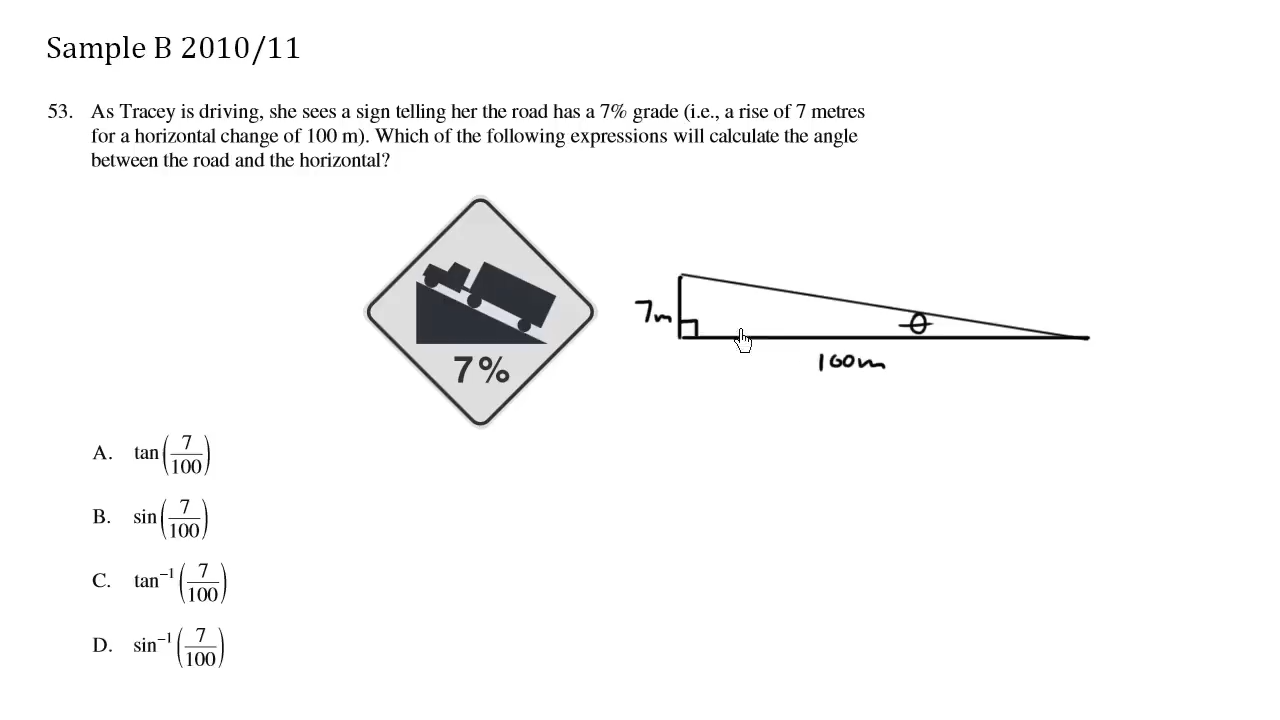 Sample B 2010/11
53. As Tracey is driving, she sees a sign telling her the road has a 7% grade (i.e., a rise of 7 metres
for a horizontal change of 100 m). Which of the following expressions will calculate the angle
between the road and the horizontal?
7%
7m
θ
100m
A. tan(7/100)
B. sin(7/100)
C. tan⁻¹(7/100)
D. sin⁻¹(7/100)